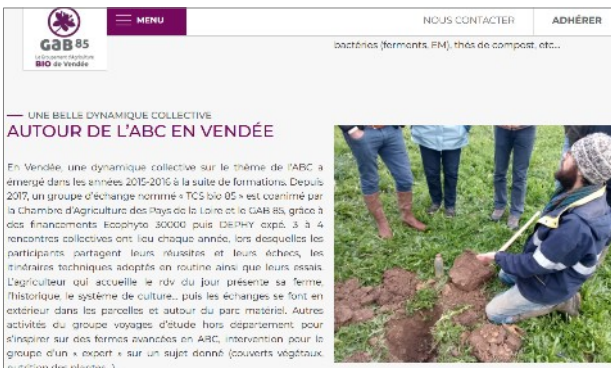 MENU
NOUS CONTACTER
ADHÉRER
GAB 85
Le Groupement des Agriculteurs
BIO de Vendée
bactéries (ferments, EM), thés de compost, etc...
UNE BELLE DYNAMIQUE COLLECTIVE
AUTOUR DE L'ABC EN VENDÉE
En Vendée, une dynamique collective sur le thème de l'ABC a
émergé dans les années 2015-2016 à la suite de formations. Depuis
2017, un groupe d'échange nommé « TCS bio 85 » est coanimé par
la Chambre d'Agriculture des Pays de la Loire et le GAB 85, grâce à
des financements Ecophyto 30000 puis DEPHY expé. 3 à 4
rencontres collectives ont lieu chaque année, lors desquelles les
participants partagent leurs réussites et leurs échecs, les
itinéraires techniques adoptés en routine ainsi que leurs essais.
L'agriculteur qui accueille le rdv du jour présente sa ferme,
l'historique, le système de culture... puis les échanges se font en
extérieur dans les parcelles et autour du parc matériel. Autres
activités du groupe voyages d'étude hors département pour
s'inspirer sur des fermes avancées en ABC, intervention pour le
groupe d'un « expert » sur un sujet donné (couverts végétaux,
nutrition des plantes...)